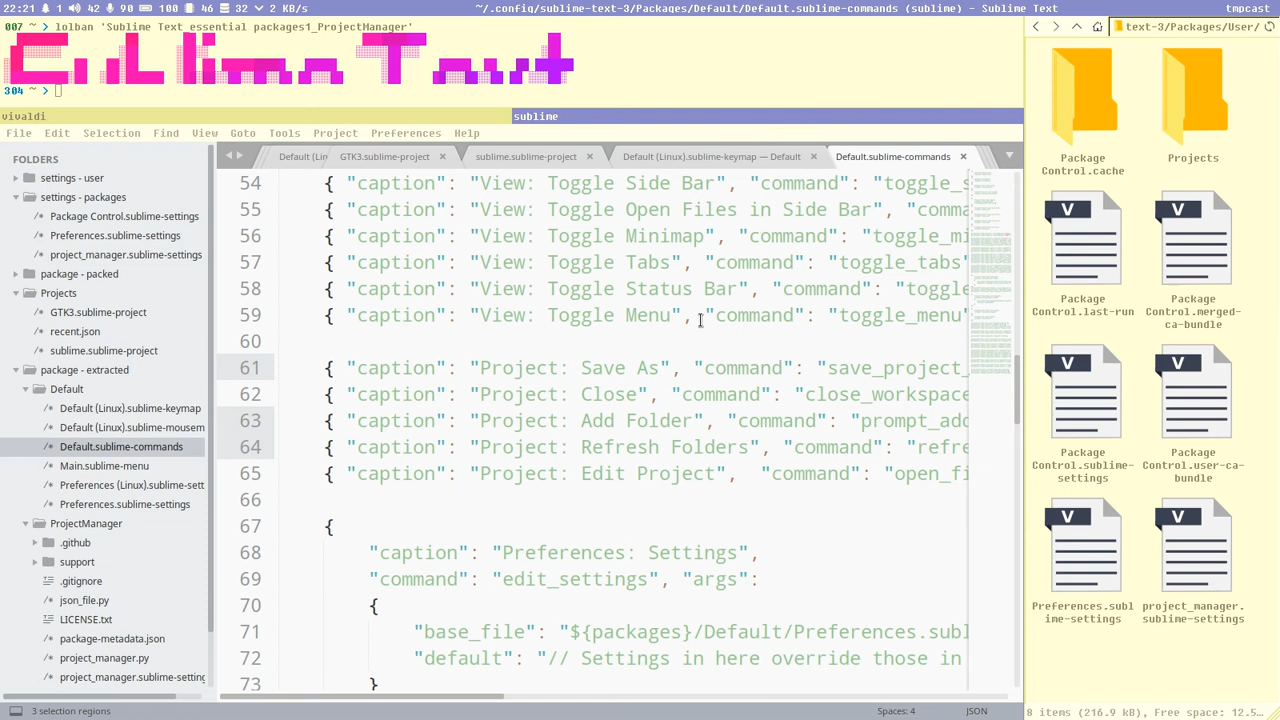 22:21 1 42 90 100 46 32 2 KB/s ~/.config/sublime-text-3/Packages/Default/Default.sublime-commands (sublime) - Sublime Text tmpcast
007 ~ > lolban 'Sublime Text essential packages1_ProjectManager'
304 ~ >
text-3/Packages/User/
vivaldi sublime
File Edit Selection Find View Goto Tools Project Preferences Help
FOLDERS
settings - user
settings - packages
Package Control.sublime-settings
Preferences.sublime-settings
project_manager.sublime-settings
package - packed
Projects
GTK3.sublime-project
recent.json
sublime.sublime-project
package - extracted
Default
Default (Linux).sublime-keymap
Default (Linux).sublime-mousem
Default.sublime-commands
Main.sublime-menu
Preferences (Linux).sublime-sett
Preferences.sublime-settings
ProjectManager
.github
support
.gitignore
json_file.py
LICENSE.txt
package-metadata.json
project_manager.py
project_manager.sublime-setting
Default (Lin GTK3.sublime-project × sublime.sublime-project × Default (Linux).sublime-keymap — Default × Default.sublime-commands ×
54 { "caption": "View: Toggle Side Bar", "command": "toggle_s
55 { "caption": "View: Toggle Open Files in Side Bar", "comma
56 { "caption": "View: Toggle Minimap", "command": "toggle_mi
57 { "caption": "View: Toggle Tabs", "command": "toggle_tabs"
58 { "caption": "View: Toggle Status Bar", "command": "toggle
59 { "caption": "View: Toggle Menu", "command": "toggle_menu"
60
61 { "caption": "Project: Save As", "command": "save_project_
62 { "caption": "Project: Close", "command": "close_workspace
63 { "caption": "Project: Add Folder", "command": "prompt_add
64 { "caption": "Project: Refresh Folders", "command": "refre
65 { "caption": "Project: Edit Project", "command": "open_fi
66
67 {
68 "caption": "Preferences: Settings",
69 "command": "edit_settings", "args":
70 {
71 "base_file": "${packages}/Default/Preferences.subl
72 "default": "// Settings in here override those in
73 }
Package
Control.cache
Projects
Package
Control.last-run
Package
Control.merged-
ca-bundle
Package
Control.sublime-
settings
Package
Control.user-ca-
bundle
Preferences.subl
ime-settings
project_manager.
sublime-settings
3 selection regions Spaces: 4 JSON
8 items (216.9 kB), Free space: 12.5...